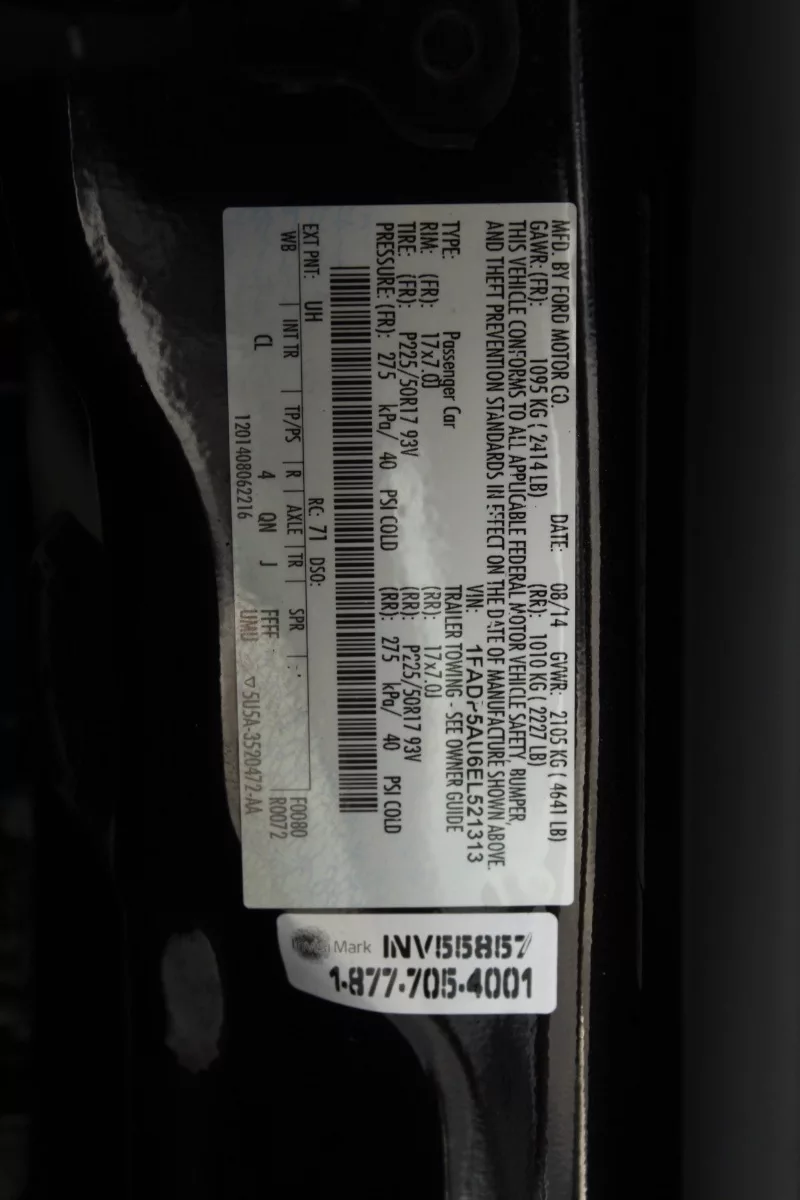 MFD. BY FORD MOTOR CO. DATE: 08/14 GVWR: 2105 KG ( 4641 LB)
GAWR: (FR): 1095 KG ( 2414 LB) (RR): 1010 KG ( 2227 LB)
THIS VEHICLE CONFORMS TO ALL APPLICABLE FEDERAL MOTOR VEHICLE SAFETY, BUMPER,
AND THEFT PREVENTION STANDARDS IN EFFECT ON THE DATE OF MANUFACTURE SHOWN ABOVE.
VIN: 1FADP5AU6EL521313
TYPE: Passenger Car TRAILER TOWING - SEE OWNER GUIDE
RIM: (FR): 17x7.0J (RR): 17x7.0J
TIRE: (FR): P225/50R17 93V (RR): P225/50R17 93V
PRESSURE: (FR): 275 kPa/ 40 PSI COLD (RR): 275 kPa/ 40 PSI COLD
EXT PNT: UH RC: 71 DSO: F0080
WB INT TR TP/PS R AXLE TR SPR R0072
CL 4 QN J FFFF
1201408062216 UMU ▽5U5A-3520472-AA
Mark INV55857
1-877-705-4001